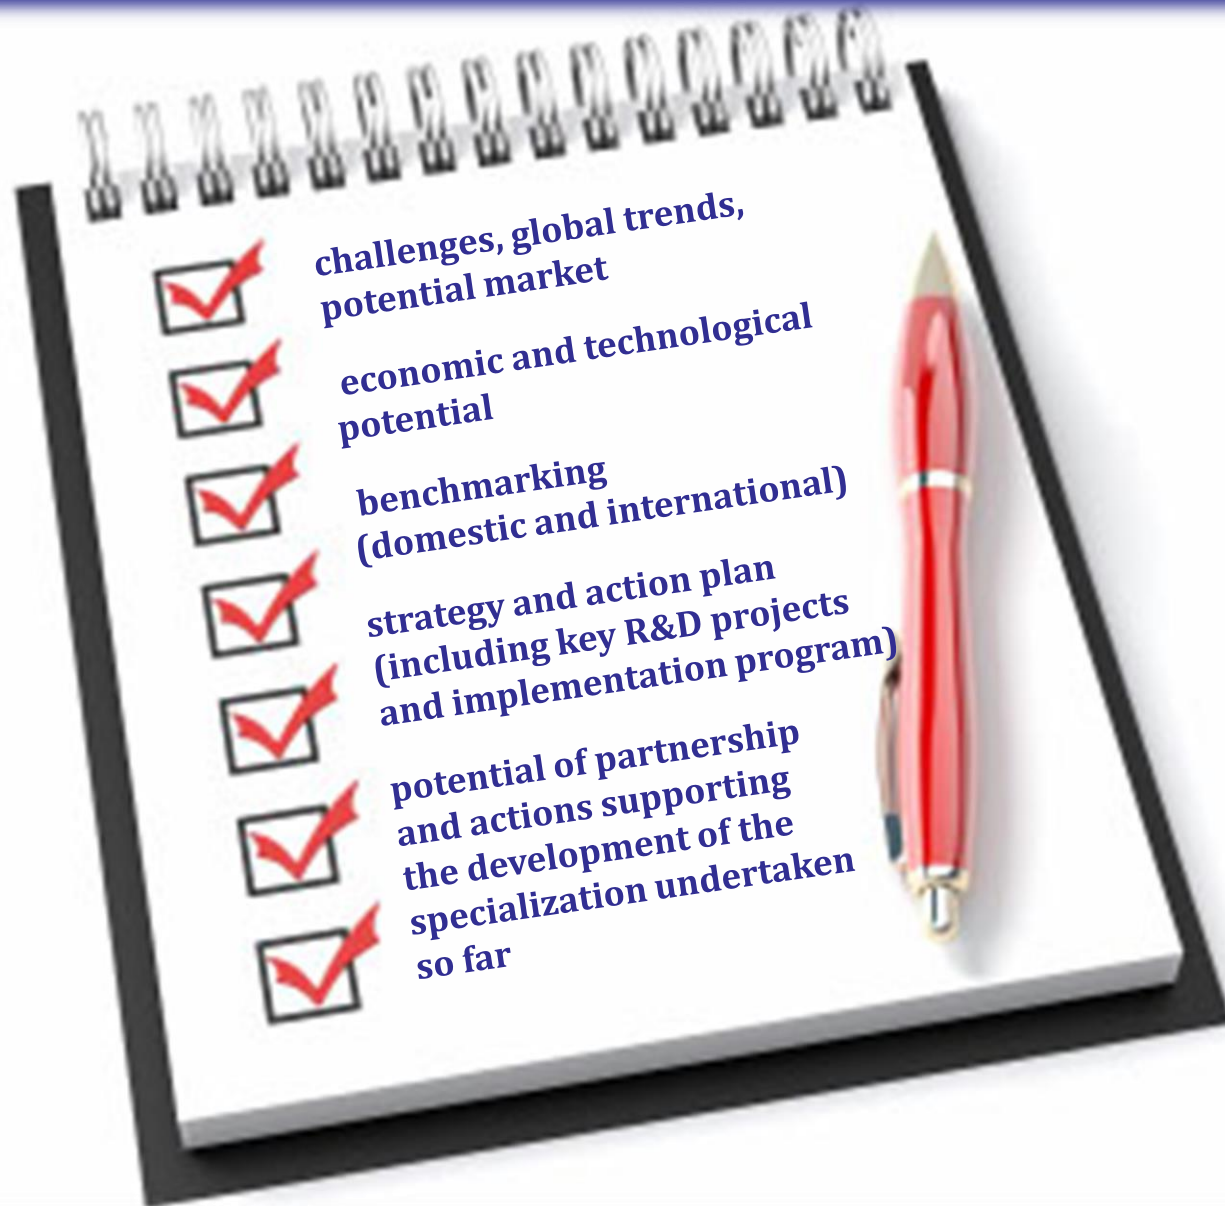 challenges, global trends,
potential market
economic and technological
potential
benchmarking
(domestic and international)
strategy and action plan
(including key R&D projects
and implementation program)
potential of partnership
and actions supporting
the development of the
specialization undertaken
so far